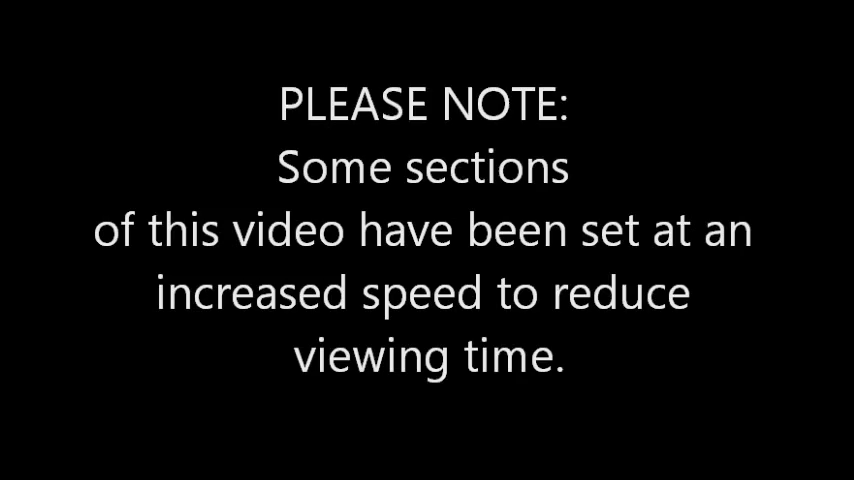 PLEASE NOTE:
Some sections
of this video have been set at an
increased speed to reduce
viewing time.